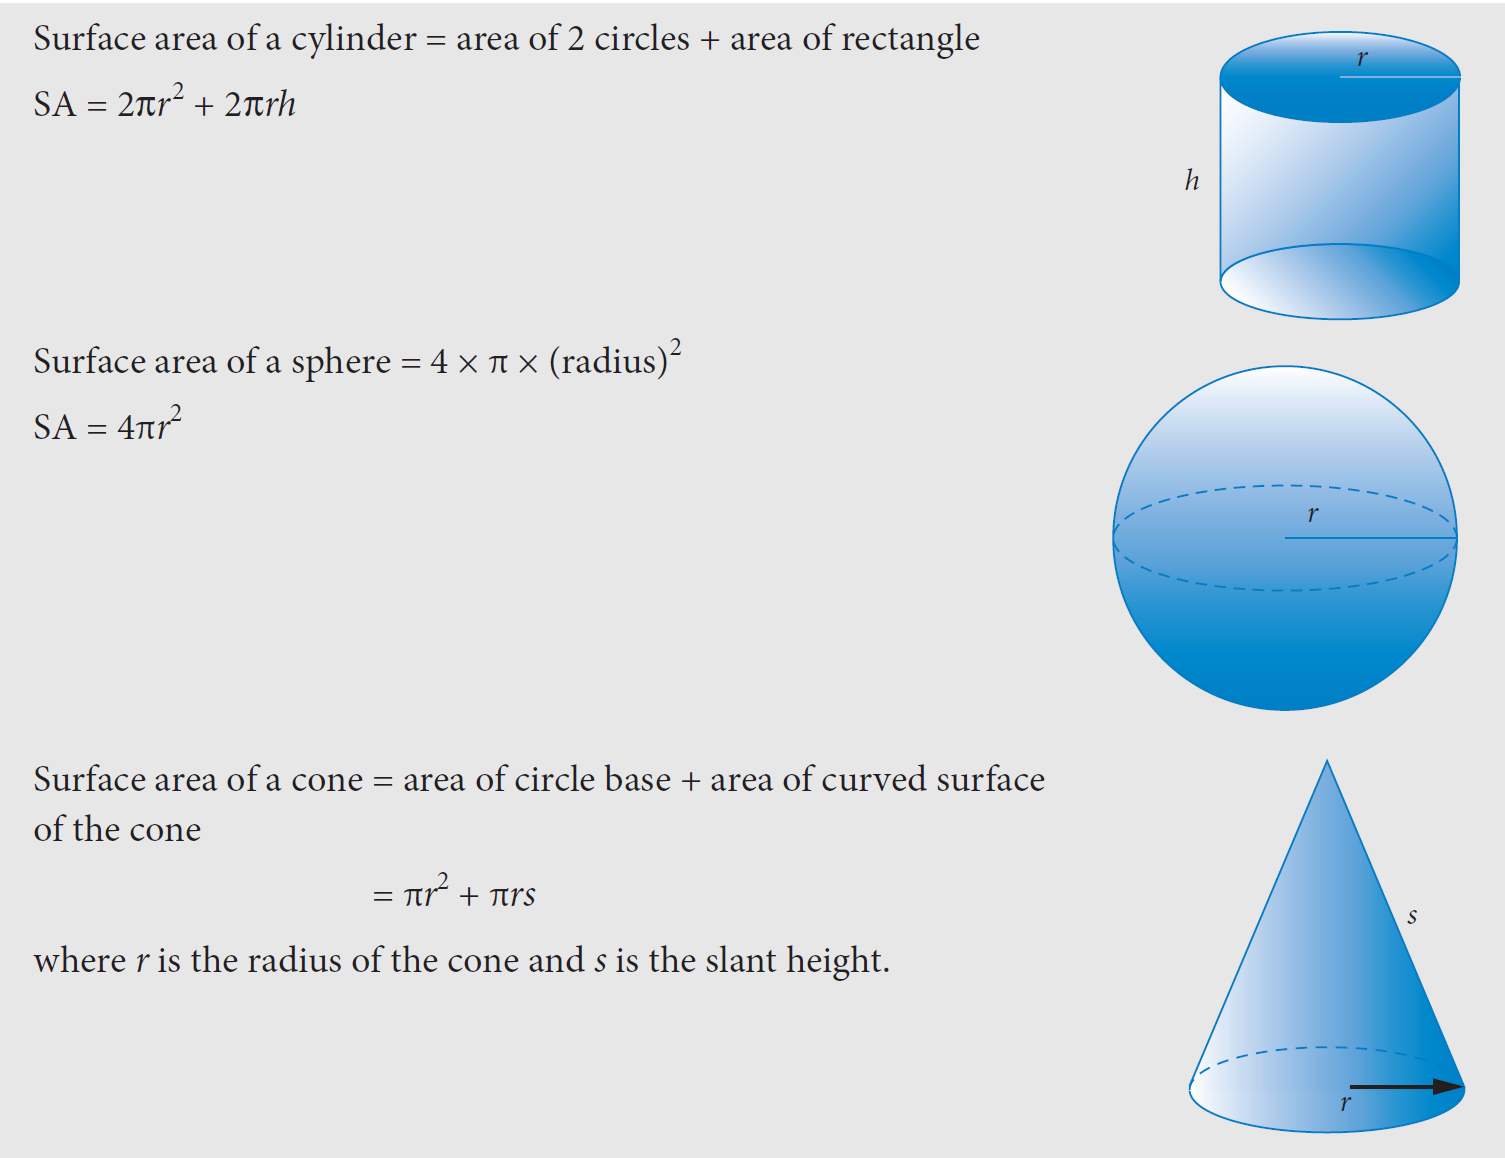 Surface area of a cylinder = area of 2 circles + area of rectangle
SA = 2πr² + 2πrh
r
h
Surface area of a sphere = 4 × π × (radius)²
SA = 4πr²
r
Surface area of a cone = area of circle base + area of curved surface
of the cone
= πr² + πrs
where r is the radius of the cone and s is the slant height.
s
r